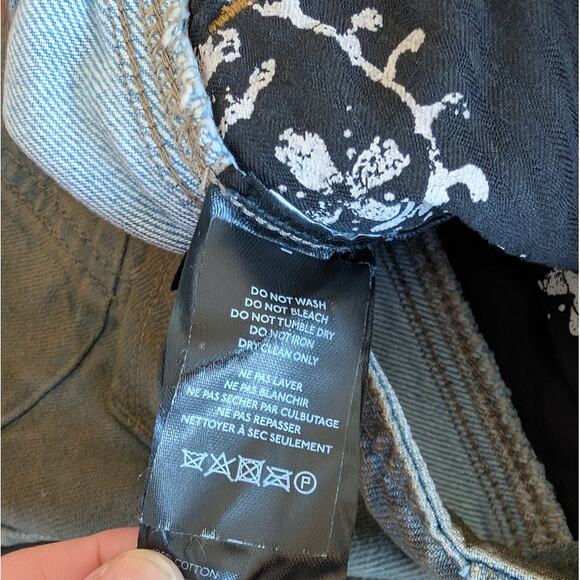 DO NOT WASH
DO NOT BLEACH
DO NOT TUMBLE DRY
DO NOT IRON
DRY CLEAN ONLY
NE PAS LAVER
NE PAS BLANCHIR
NE PAS SECHER PAR CULBUTAGE
NE PAS REPASSER
NETTOYER À SEC SEULEMENT
P
COTTON